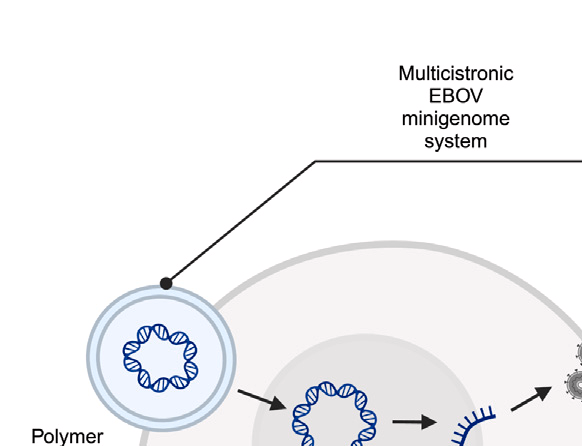 Multicistronic
EBOV
minigenome
system
Polymer